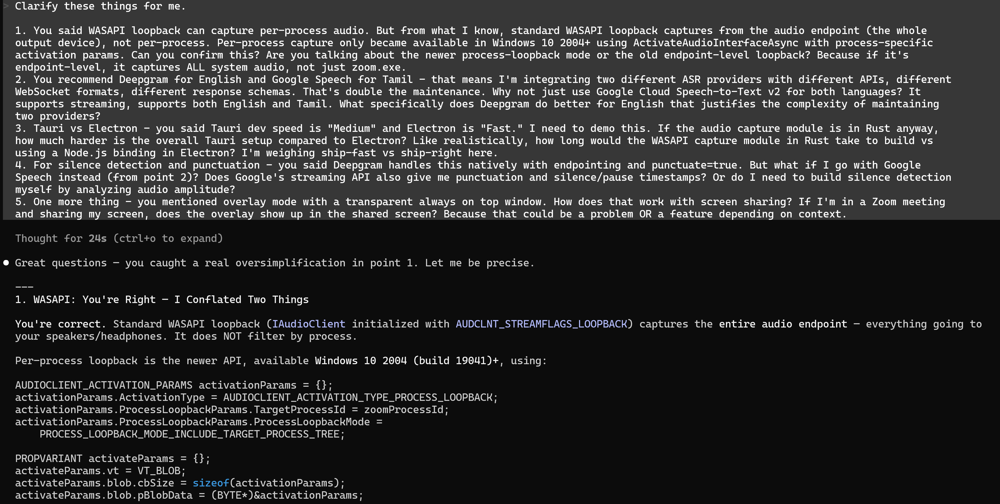 > Clarify these things for me.
1. You said WASAPI loopback can capture per-process audio. But from what I know, standard WASAPI loopback captures from the audio endpoint (the whole
output device), not per-process. Per-process capture only became available in Windows 10 2004+ using ActivateAudioInterfaceAsync with process-specific
activation params. Can you confirm this? Are you talking about the newer process-loopback mode or the old endpoint-level loopback? Because if it's
endpoint-level, it captures ALL system audio, not just zoom.exe.
2. You recommend Deepgram for English and Google Speech for Tamil - that means I'm integrating two different ASR providers with different APIs, different
WebSocket formats, different response schemas. That's double the maintenance. Why not just use Google Cloud Speech-to-Text v2 for both languages? It
supports streaming, supports both English and Tamil. What specifically does Deepgram do better for English that justifies the complexity of maintaining
two providers?
3. Tauri vs Electron - you said Tauri dev speed is "Medium" and Electron is "Fast." I need to demo this. If the audio capture module is in Rust anyway,
how much harder is the overall Tauri setup compared to Electron? Like realistically, how long would the WASAPI capture module in Rust take to build vs
using a Node.js binding in Electron? I'm weighing ship-fast vs ship-right here.
4. For silence detection and punctuation - you said Deepgram handles this natively with endpointing and punctuate=true. But what if I go with Google
Speech instead (from point 2)? Does Google's streaming API also give me punctuation and silence/pause timestamps? Or do I need to build silence detection
myself by analyzing audio amplitude?
5. One more thing - you mentioned overlay mode with a transparent always on top window. How does that work with screen sharing? If I'm in a Zoom meeting
and sharing my screen, does the overlay show up in the shared screen? Because that could be a problem OR a feature depending on context.
Thought for 24s (ctrl+o to expand)
● Great questions — you caught a real oversimplification in point 1. Let me be precise.
---
1. WASAPI: You're Right — I Conflated Two Things
You're correct. Standard WASAPI loopback (IAudioClient initialized with AUDCLNT_STREAMFLAGS_LOOPBACK) captures the entire audio endpoint — everything going to
your speakers/headphones. It does NOT filter by process.
Per-process loopback is the newer API, available Windows 10 2004 (build 19041)+, using:
AUDIOCLIENT_ACTIVATION_PARAMS activationParams = {};
activationParams.ActivationType = AUDIOCLIENT_ACTIVATION_TYPE_PROCESS_LOOPBACK;
activationParams.ProcessLoopbackParams.TargetProcessId = zoomProcessId;
activationParams.ProcessLoopbackParams.ProcessLoopbackMode =
PROCESS_LOOPBACK_MODE_INCLUDE_TARGET_PROCESS_TREE;
PROPVARIANT activateParams = {};
activateParams.vt = VT_BLOB;
activateParams.blob.cbSize = sizeof(activationParams);
activateParams.blob.pBlobData = (BYTE*)&activationParams;